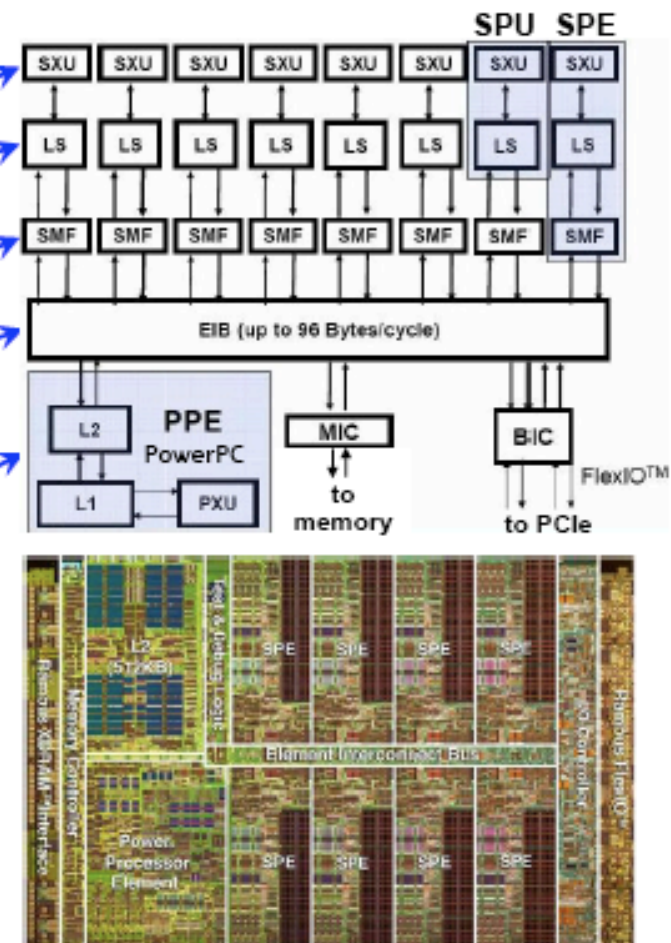 SPU SPE
SXU SXU SXU SXU SXU SXU SXU SXU
LS LS LS LS LS LS LS LS
SMF SMF SMF SMF SMF SMF SMF SMF
EIB (up to 96 Bytes/cycle)
L2
PPE
PowerPC
L1
PXU
MIC
to
memory
BIC
FlexIO™
to PCIe
Rambus XDRAM™ Interface
Memory Controller
L2
(512KB)
Test & Debug Logic
SPE SPE SPE SPE
Element Interconnect Bus
Power
Processor
Element
SPE SPE SPE SPE
I/O Controller
Rambus FlexIO™